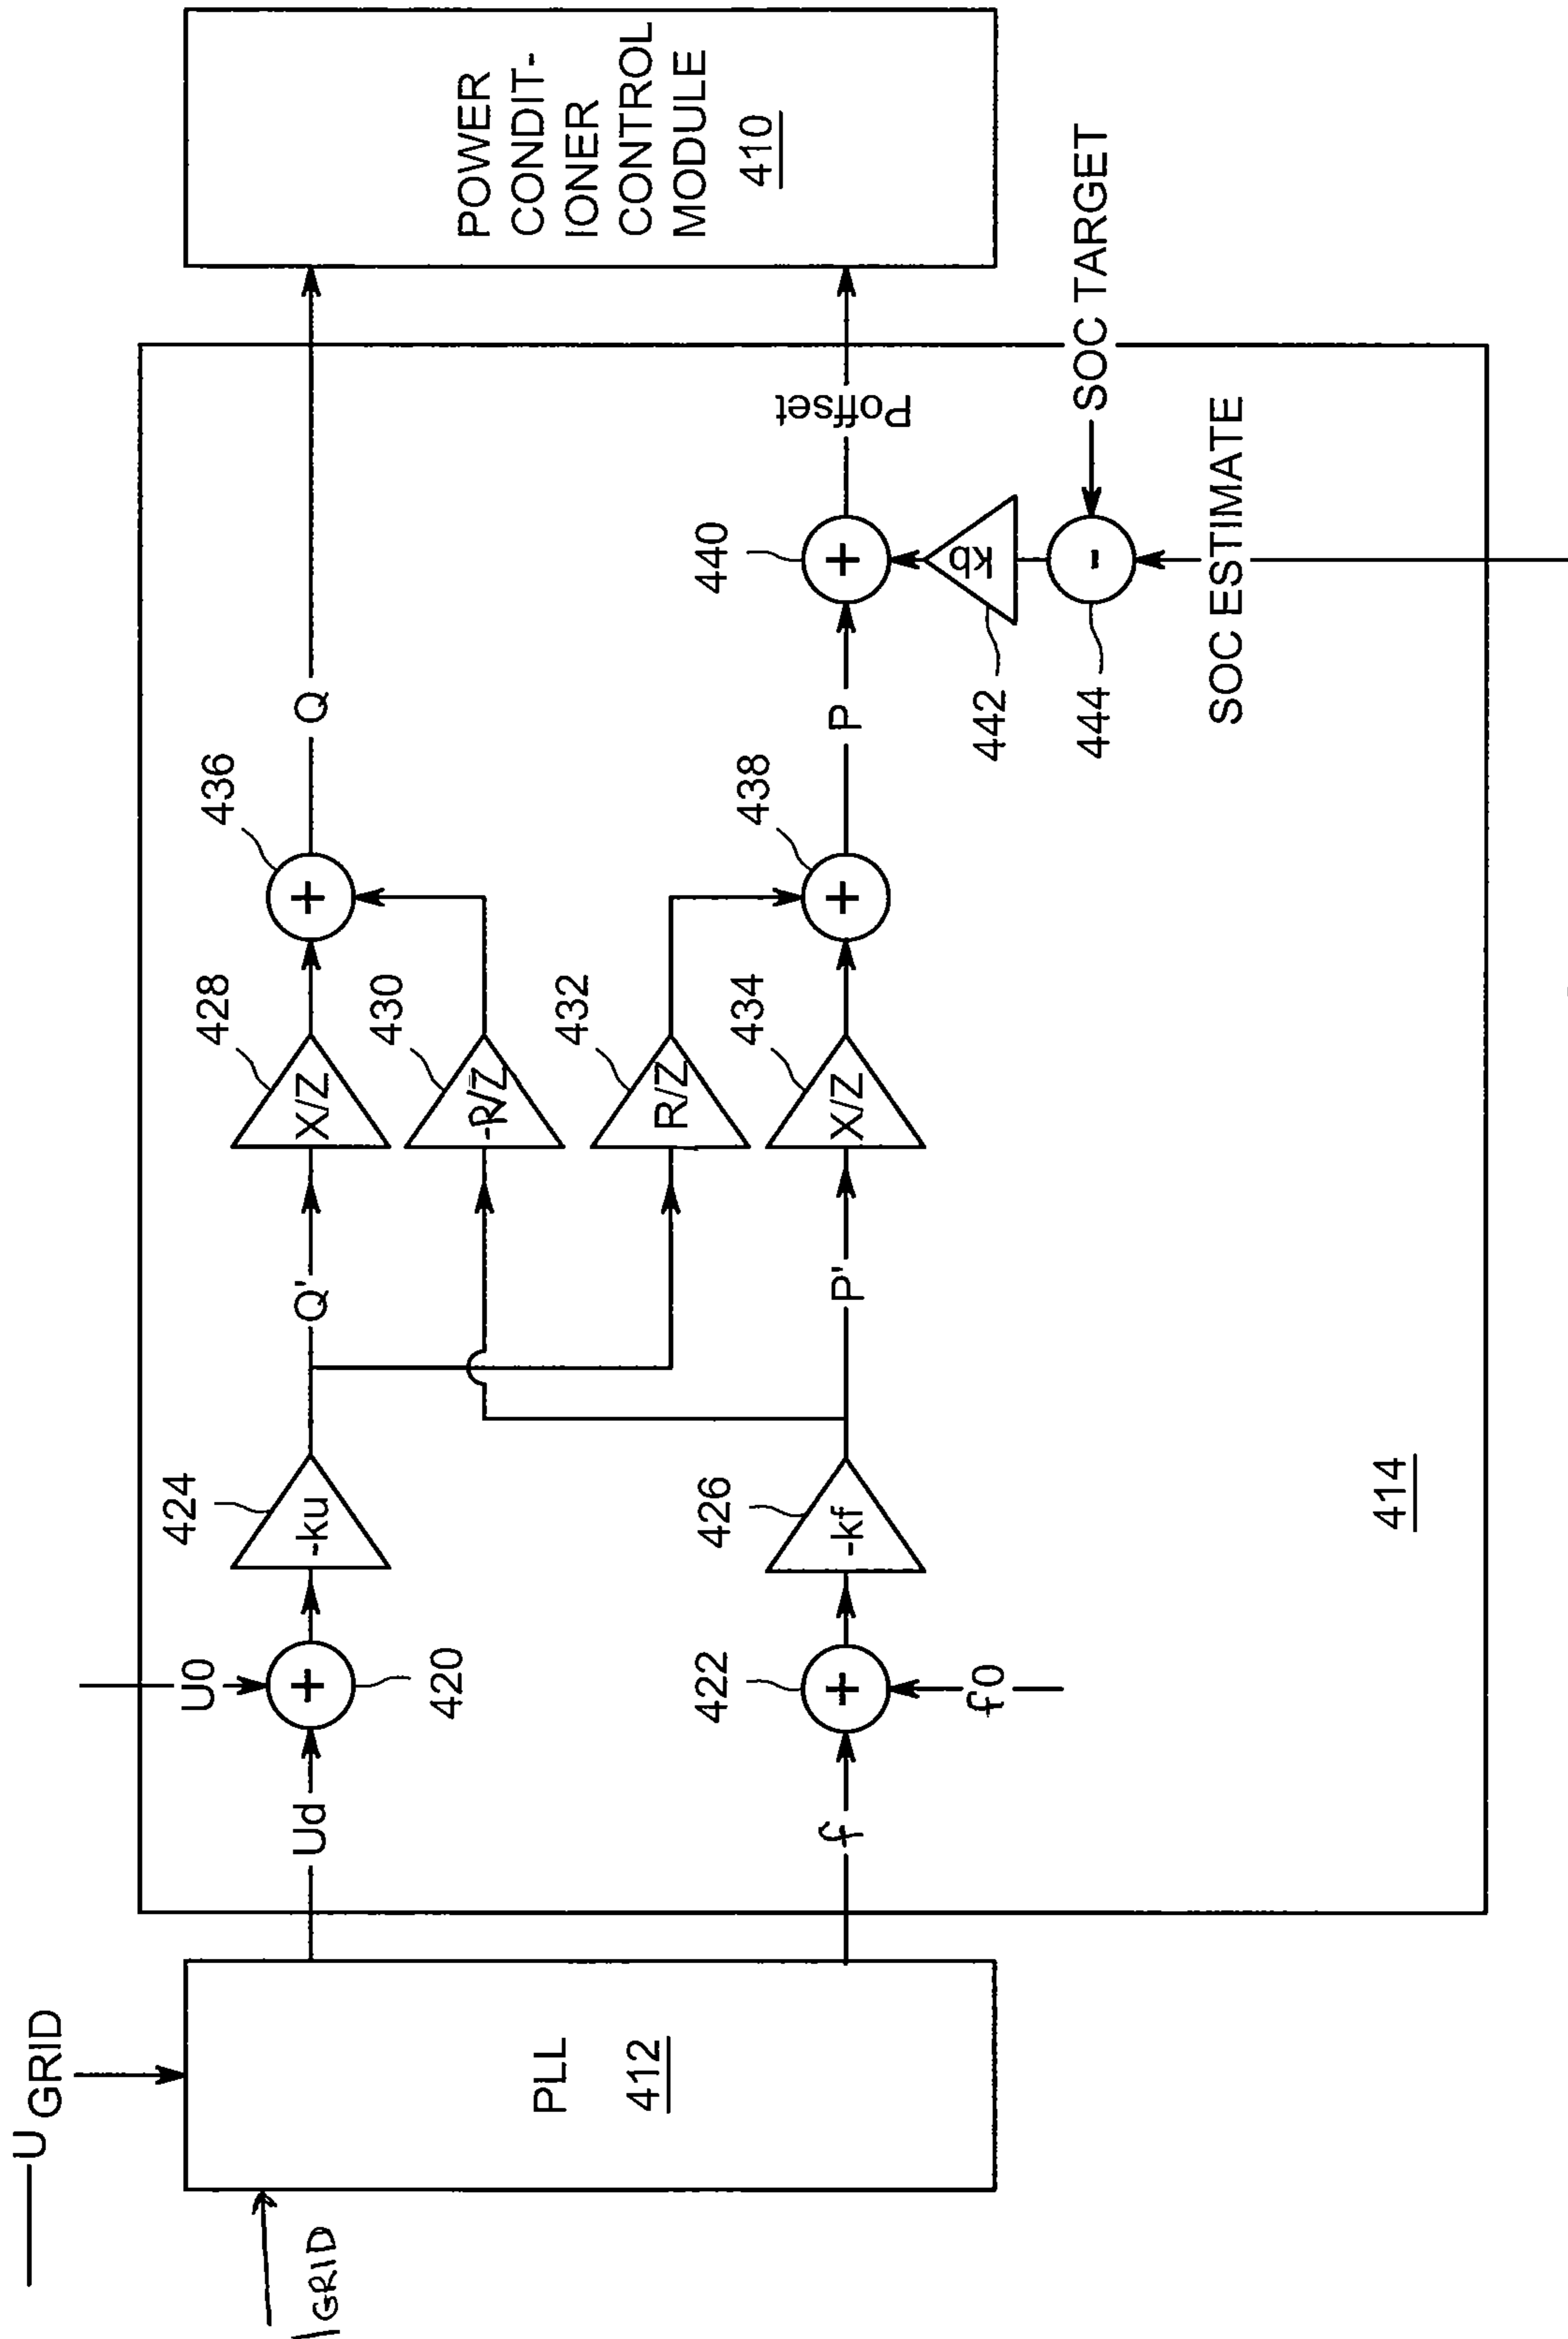 U GRID
I GRID
PLL
412
Ud
f
U0
420
422
f0
424
-ku
426
-kf
Q'
P'
428
X/Z
430
-R/Z
432
R/Z
434
X/Z
436
+
438
+
+
+
Q
P
440
+
442
kb
444
-
Poffset
SOC TARGET
SOC ESTIMATE
414
POWER
CONDIT-
IONER
CONTROL
MODULE
410